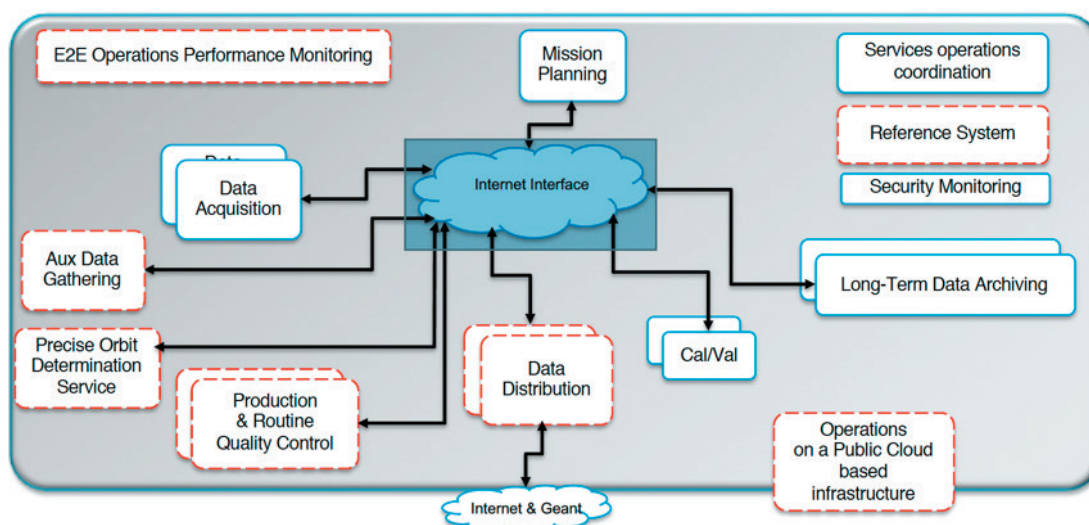 E2E Operations Performance Monitoring
Mission
Planning
Services operations
coordination
Reference System
Security Monitoring
Internet Interface
Data
Acquisition
Aux Data
Gathering
Long-Term Data Archiving
Precise Orbit
Determination
Service
Cal/Val
Data
Distribution
Production
& Routine
Quality Control
Operations
on a Public Cloud
based
infrastructure
Internet & Geant